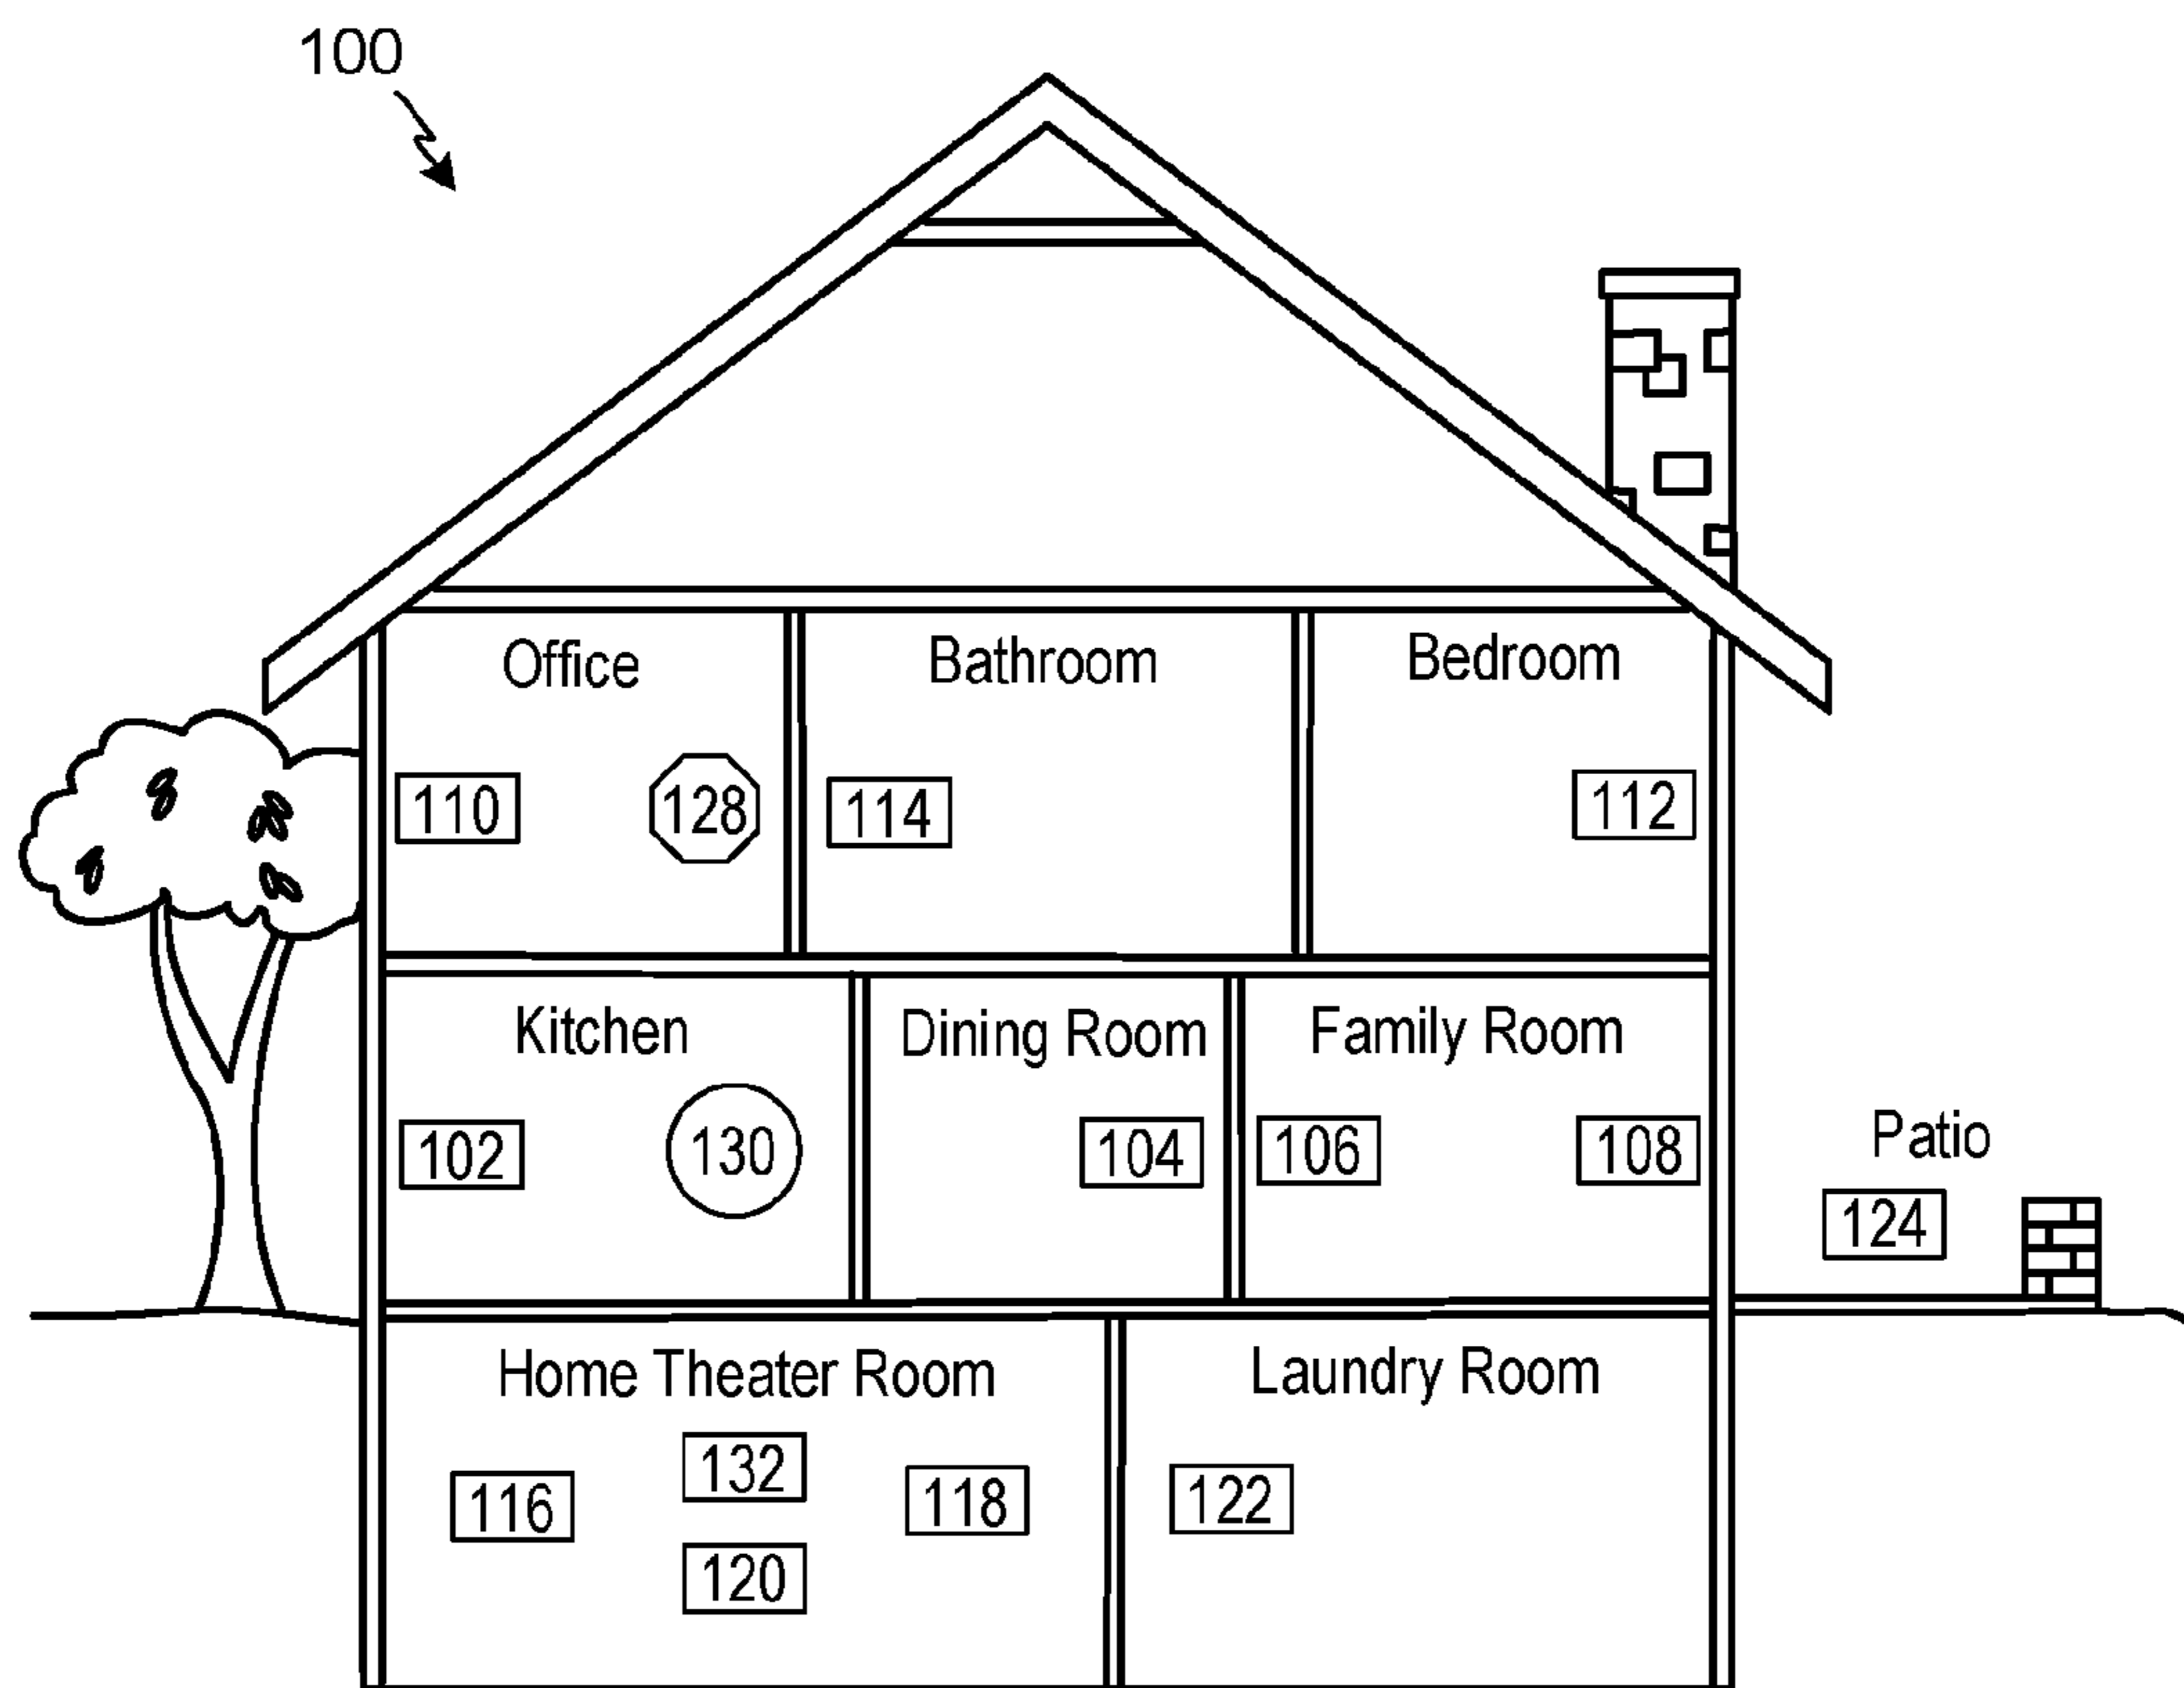 100
Office
Bathroom
Bedroom
110
128
114
112
Kitchen
Dining Room
Family Room
102
130
104
106
108
Patio
124
Home Theater Room
Laundry Room
116
132
118
120
122